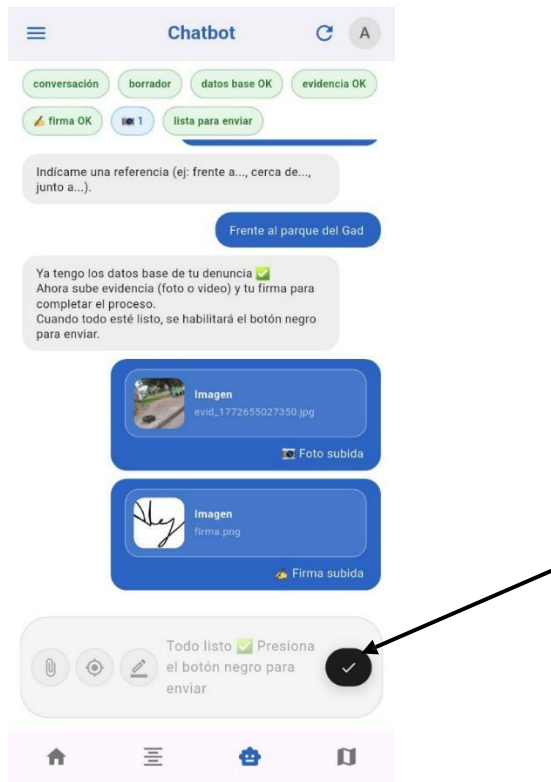 Chatbot
A
conversación
borrador
datos base OK
evidencia OK
✍️ firma OK
📷 1
lista para enviar
Indícame una referencia (ej: frente a..., cerca de...,
junto a...).
Frente al parque del Gad
Ya tengo los datos base de tu denuncia ✅
Ahora sube evidencia (foto o video) y tu firma para
completar el proceso.
Cuando todo esté listo, se habilitará el botón negro
para enviar.
Imagen
evid_1772655027350.jpg
📷 Foto subida
Imagen
firma.png
✍️ Firma subida
Todo listo ✅ Presiona
el botón negro para
enviar